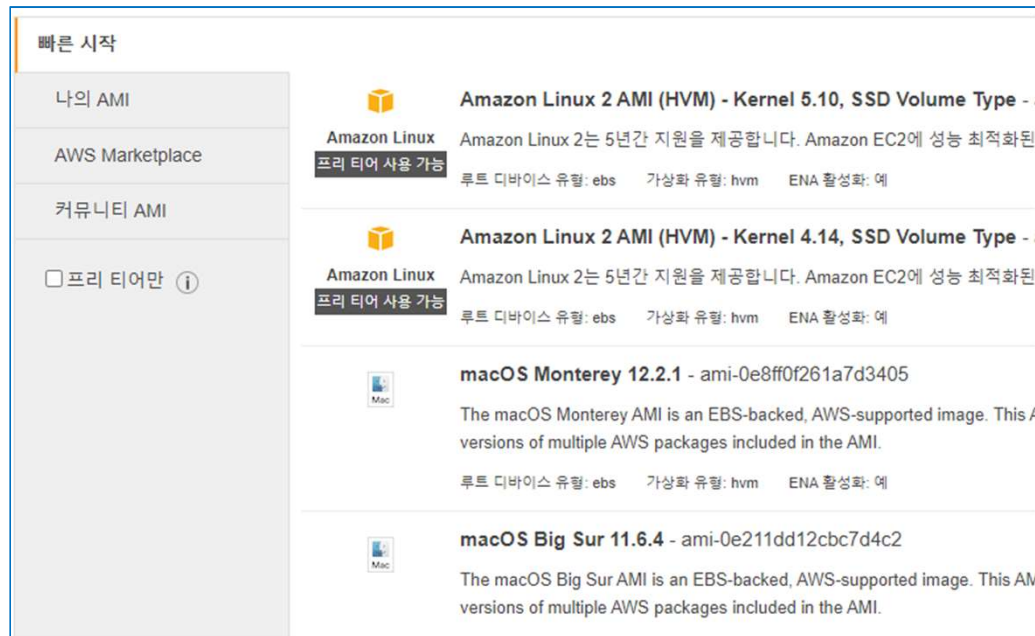 빠른 시작
나의 AMI
AWS Marketplace
커뮤니티 AMI
프리 티어만
Amazon Linux
프리 티어 사용 가능
Amazon Linux 2 AMI (HVM) - Kernel 5.10, SSD Volume Type -
Amazon Linux 2는 5년간 지원을 제공합니다. Amazon EC2에 성능 최적화된
루트 디바이스 유형: ebs 가상화 유형: hvm ENA 활성화: 예
Amazon Linux
프리 티어 사용 가능
Amazon Linux 2 AMI (HVM) - Kernel 4.14, SSD Volume Type -
Amazon Linux 2는 5년간 지원을 제공합니다. Amazon EC2에 성능 최적화된
루트 디바이스 유형: ebs 가상화 유형: hvm ENA 활성화: 예
Mac
macOS Monterey 12.2.1 - ami-0e8ff0f261a7d3405
The macOS Monterey AMI is an EBS-backed, AWS-supported image. This
versions of multiple AWS packages included in the AMI.
루트 디바이스 유형: ebs 가상화 유형: hvm ENA 활성화: 예
Mac
macOS Big Sur 11.6.4 - ami-0e211dd12cbc7d4c2
The macOS Big Sur AMI is an EBS-backed, AWS-supported image. This
versions of multiple AWS packages included in the AMI.